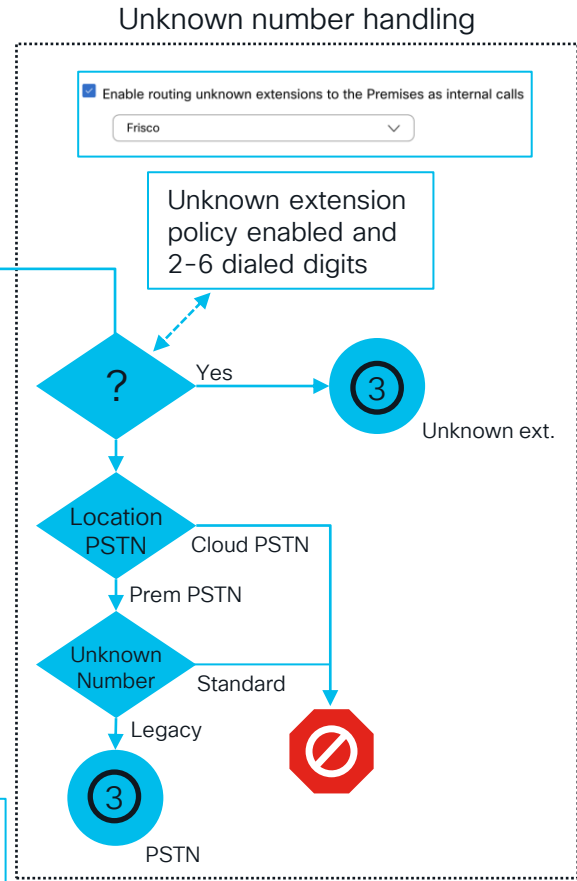 Unknown number handling
Enable routing unknown extensions to the Premises as internal calls
Frisco
Unknown extension
policy enabled and
2-6 dialed digits
?
Yes
3
Unknown ext.
Location
PSTN
Cloud PSTN
Prem PSTN
Unknown
Number
Standard
Legacy
3
PSTN